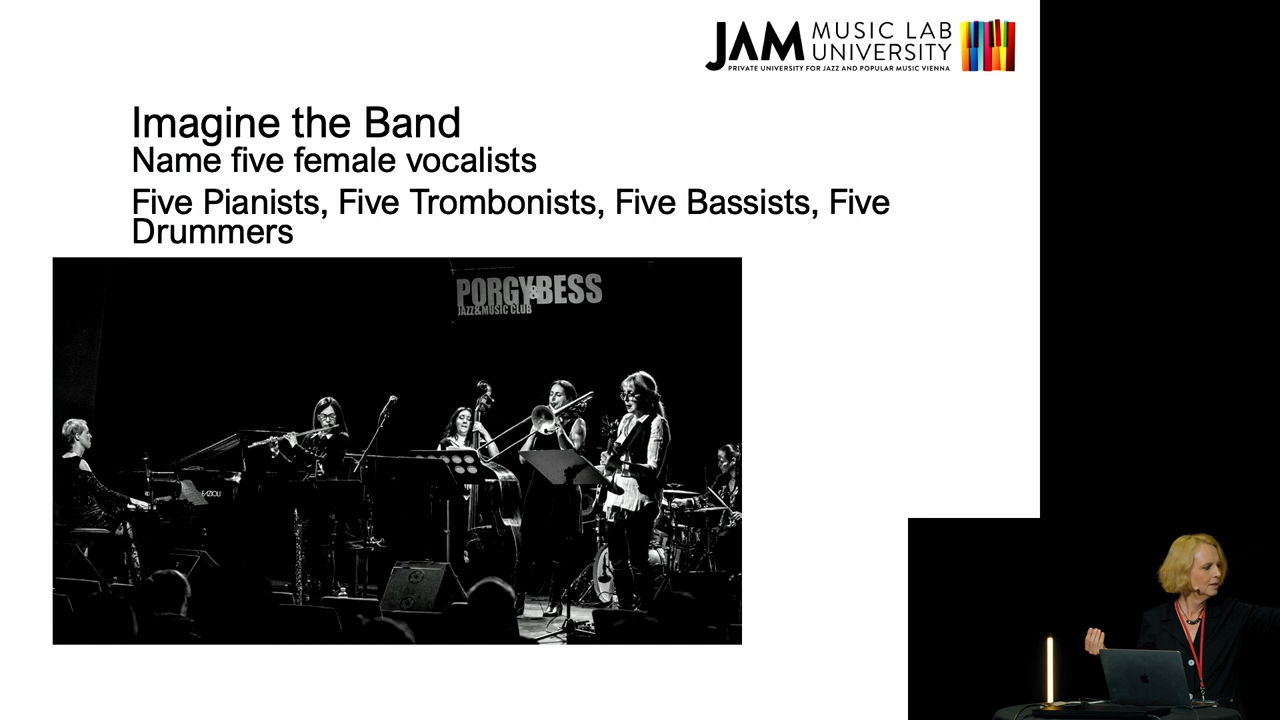 JAM MUSIC LAB
UNIVERSITY
PRIVATE UNIVERSITY FOR JAZZ AND POPULAR MUSIC VIENNA
Imagine the Band
Name five female vocalists
Five Pianists, Five Trombonists, Five Bassists, Five
Drummers
PORGY&BESS
JAZZ&MUSIC CLUB
FAZIOLI